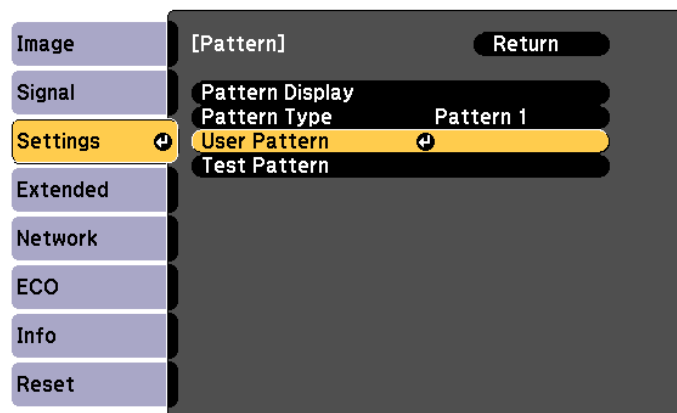 Image
Signal
Settings
Extended
Network
ECO
Info
Reset
[Pattern] Return
Pattern Display
Pattern Type Pattern 1
User Pattern
Test Pattern